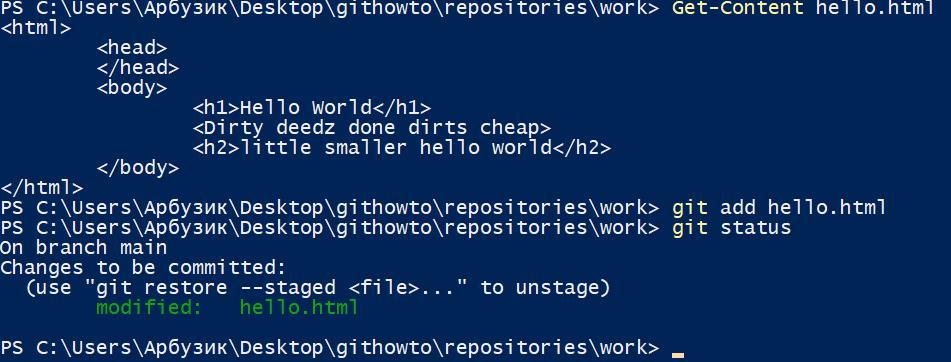 PS C:\Users\Арбузик\Desktop\githowto\repositories\work> Get-Content hello.html
<html>
        <head>
        </head>
        <body>
                <h1>Hello World</h1>
                <Dirty deedz done dirts cheap>
                <h2>little smaller hello world</h2>
        </body>
</html>
PS C:\Users\Арбузик\Desktop\githowto\repositories\work> git add hello.html
PS C:\Users\Арбузик\Desktop\githowto\repositories\work> git status
On branch main
Changes to be committed:
  (use "git restore --staged <file>..." to unstage)
        modified:   hello.html
PS C:\Users\Арбузик\Desktop\githowto\repositories\work>